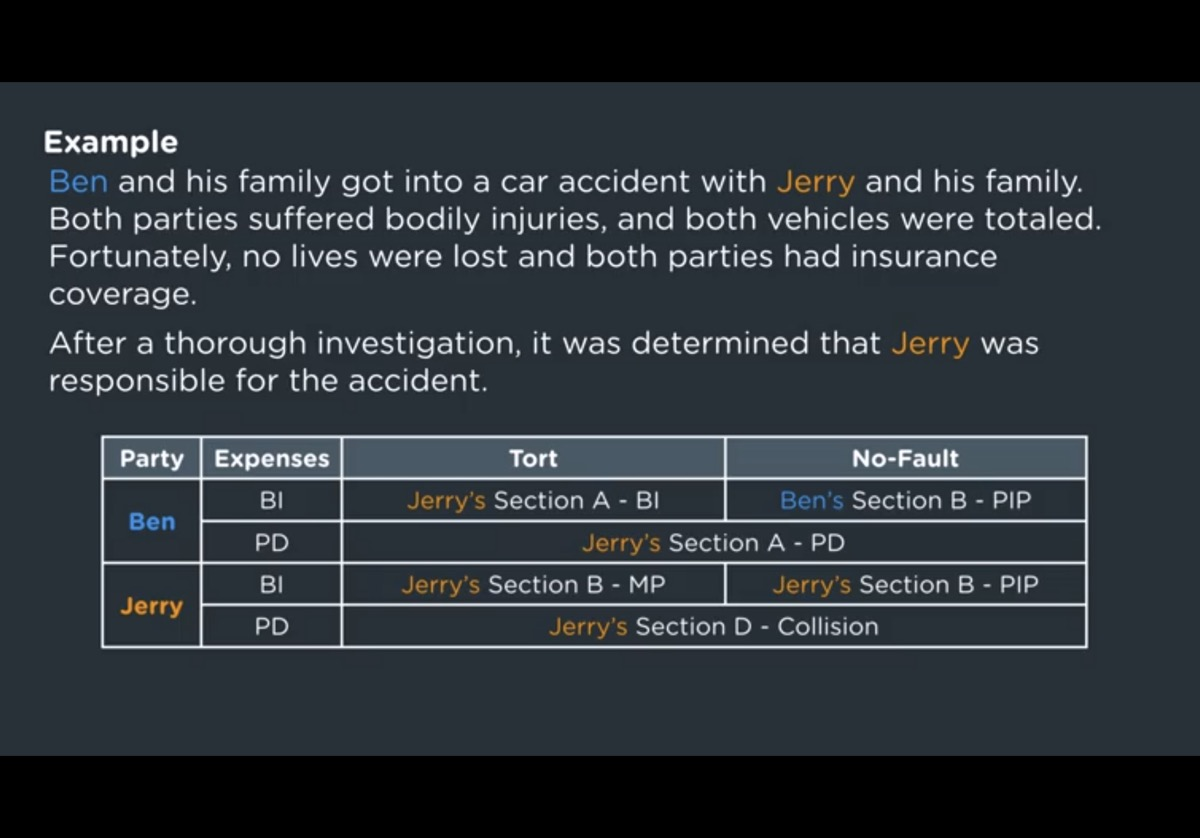 Example
Ben and his family got into a car accident with Jerry and his family.
Both parties suffered bodily injuries, and both vehicles were totaled.
Fortunately, no lives were lost and both parties had insurance
coverage.
After a thorough investigation, it was determined that Jerry was
responsible for the accident.
Party Expenses Tort No-Fault
Ben BI Jerry's Section A - BI Ben's Section B - PIP
PD Jerry's Section A - PD
Jerry BI Jerry's Section B - MP Jerry's Section B - PIP
PD Jerry's Section D - Collision